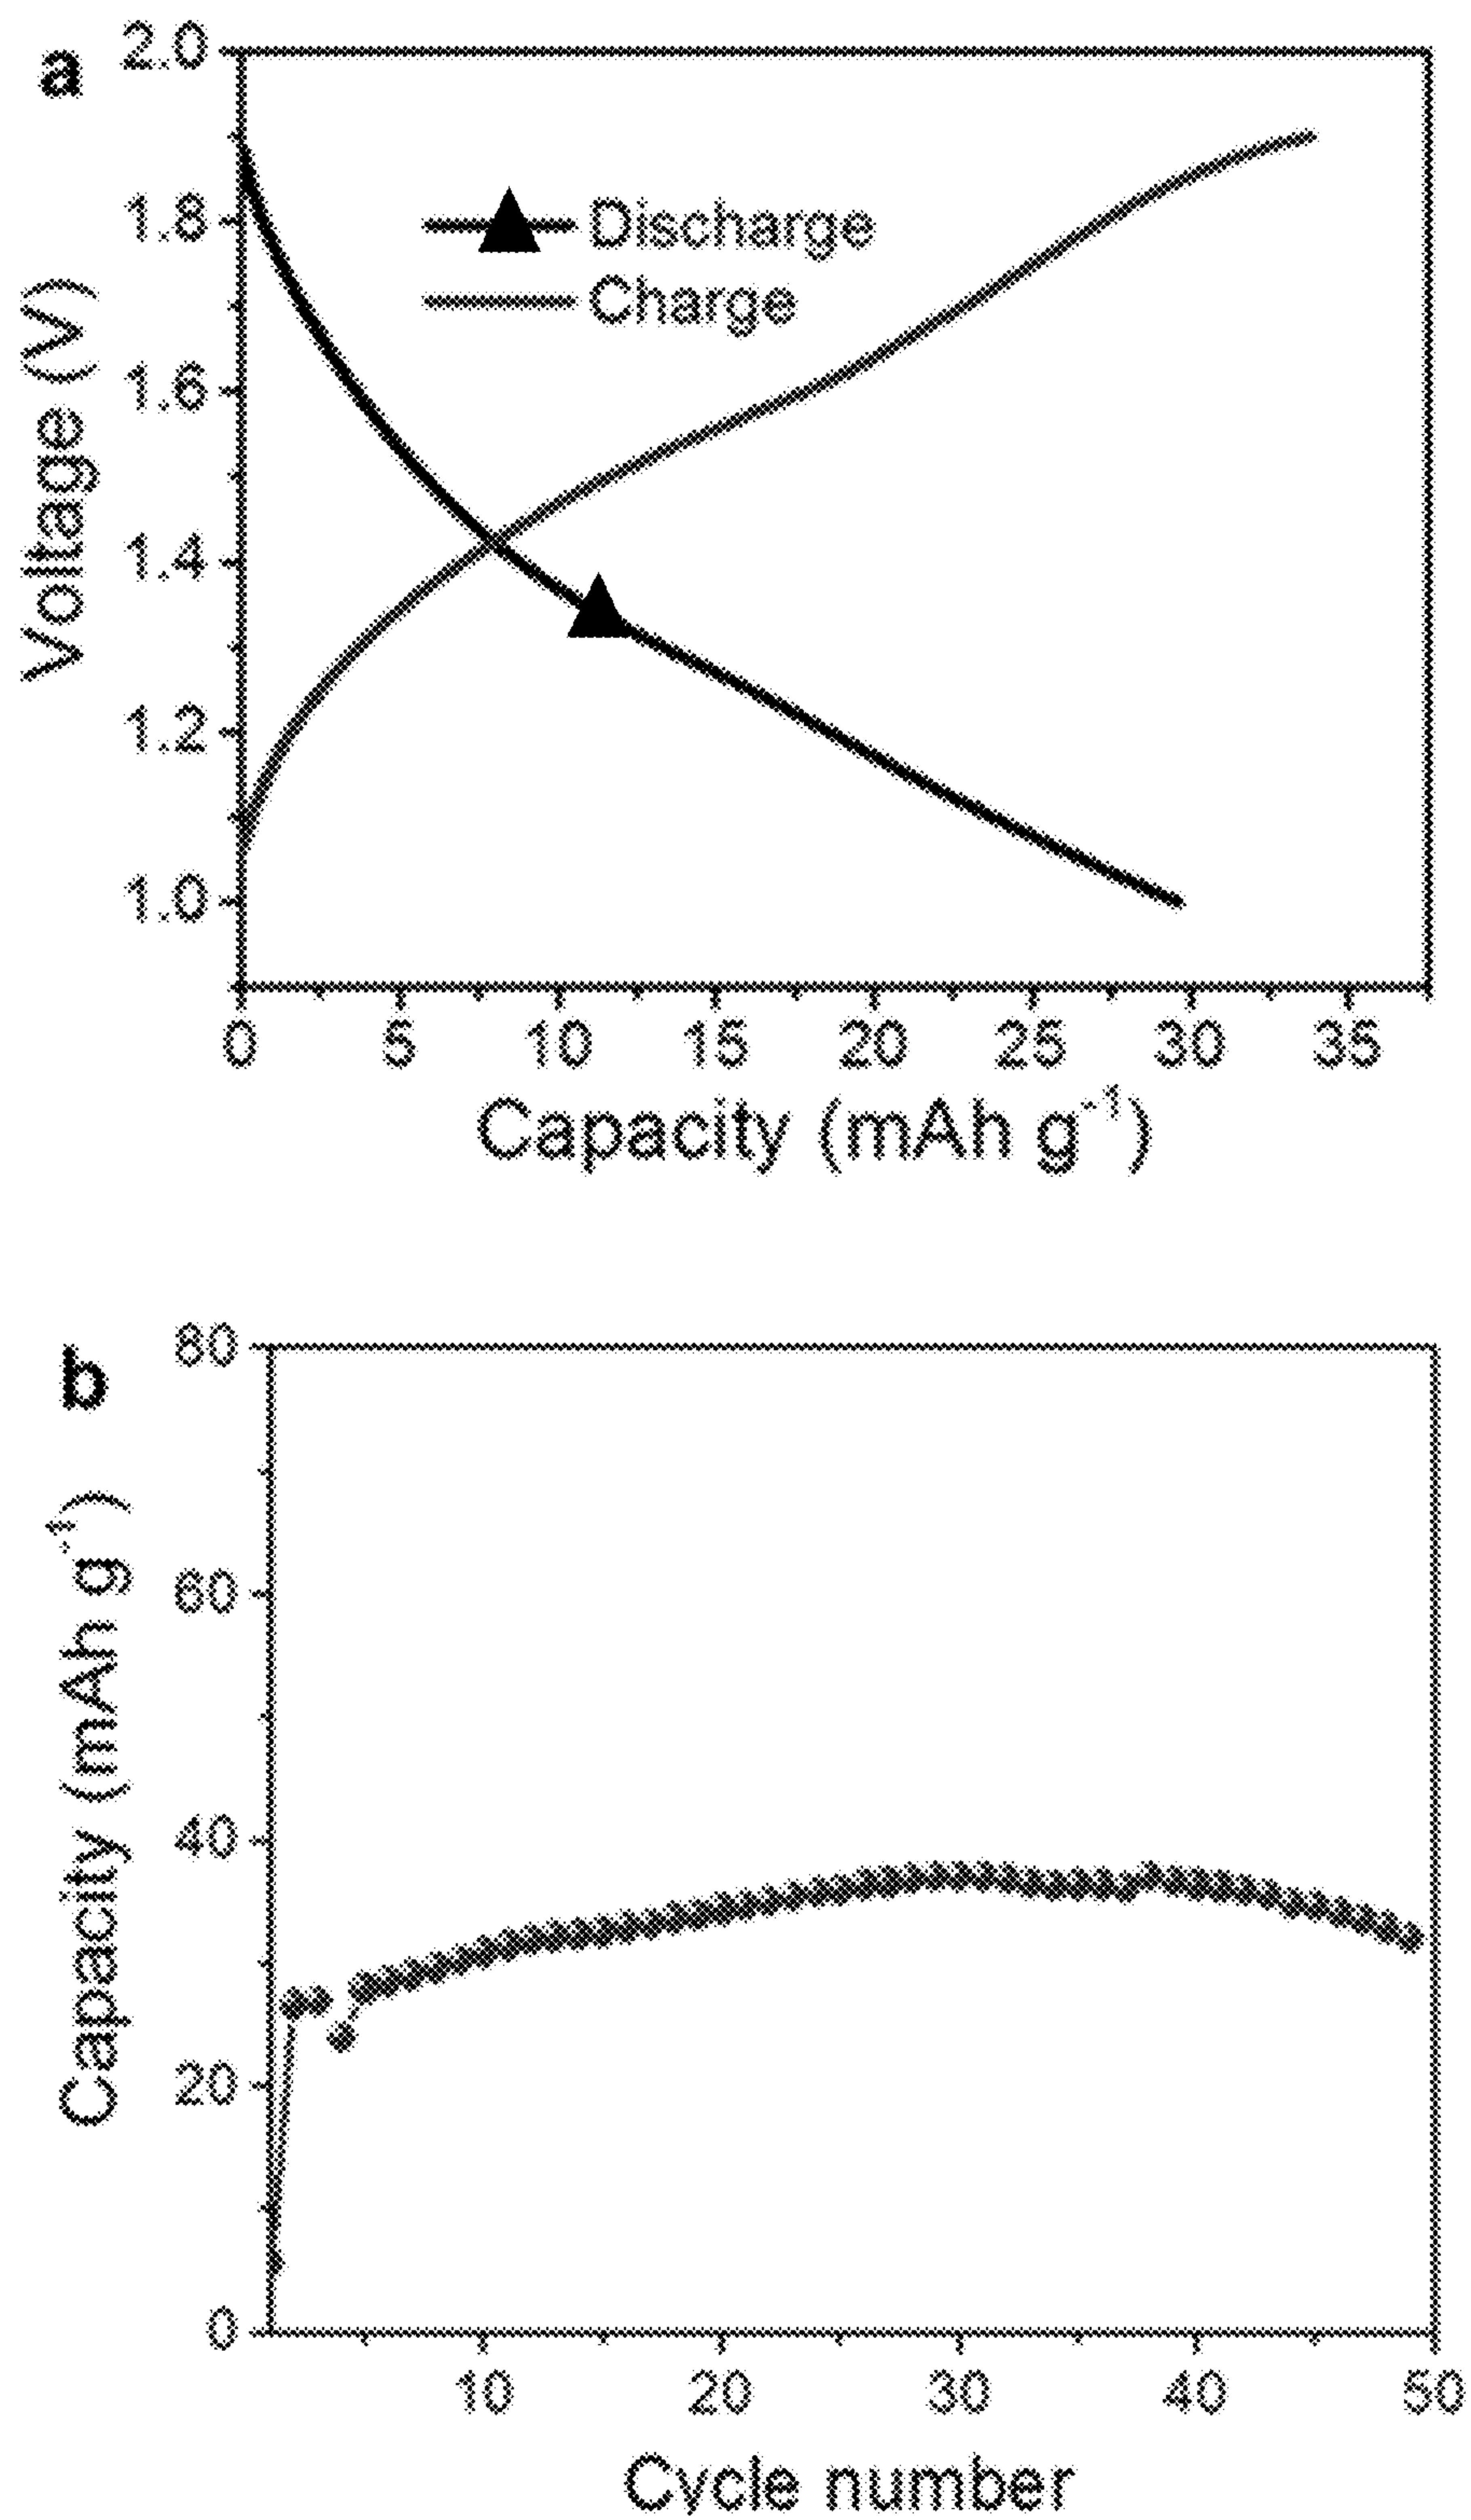 a
2.0
1.8
1.6
1.4
1.2
1.0
Voltage (V)
Discharge
Charge
0 5 10 15 20 25 30 35
Capacity (mAh g⁻¹)
b
80
60
40
20
0
Capacity (mAh g⁻¹)
10 20 30 40 50
Cycle number